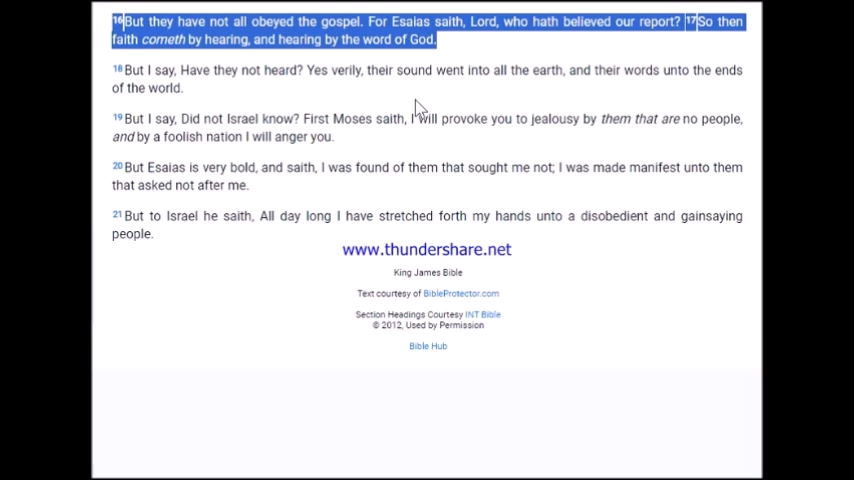 16But they have not all obeyed the gospel. For Esaias saith, Lord, who hath believed our report? 17So then
faith cometh by hearing, and hearing by the word of God.
18But I say, Have they not heard? Yes verily, their sound went into all the earth, and their words unto the ends
of the world.
19But I say, Did not Israel know? First Moses saith, I will provoke you to jealousy by them that are no people,
and by a foolish nation I will anger you.
20But Esaias is very bold, and saith, I was found of them that sought me not; I was made manifest unto them
that asked not after me.
21But to Israel he saith, All day long I have stretched forth my hands unto a disobedient and gainsaying
people.
www.thundershare.net
King James Bible
Text courtesy of BibleProtector.com
Section Headings Courtesy INT Bible
© 2012, Used by Permission
Bible Hub